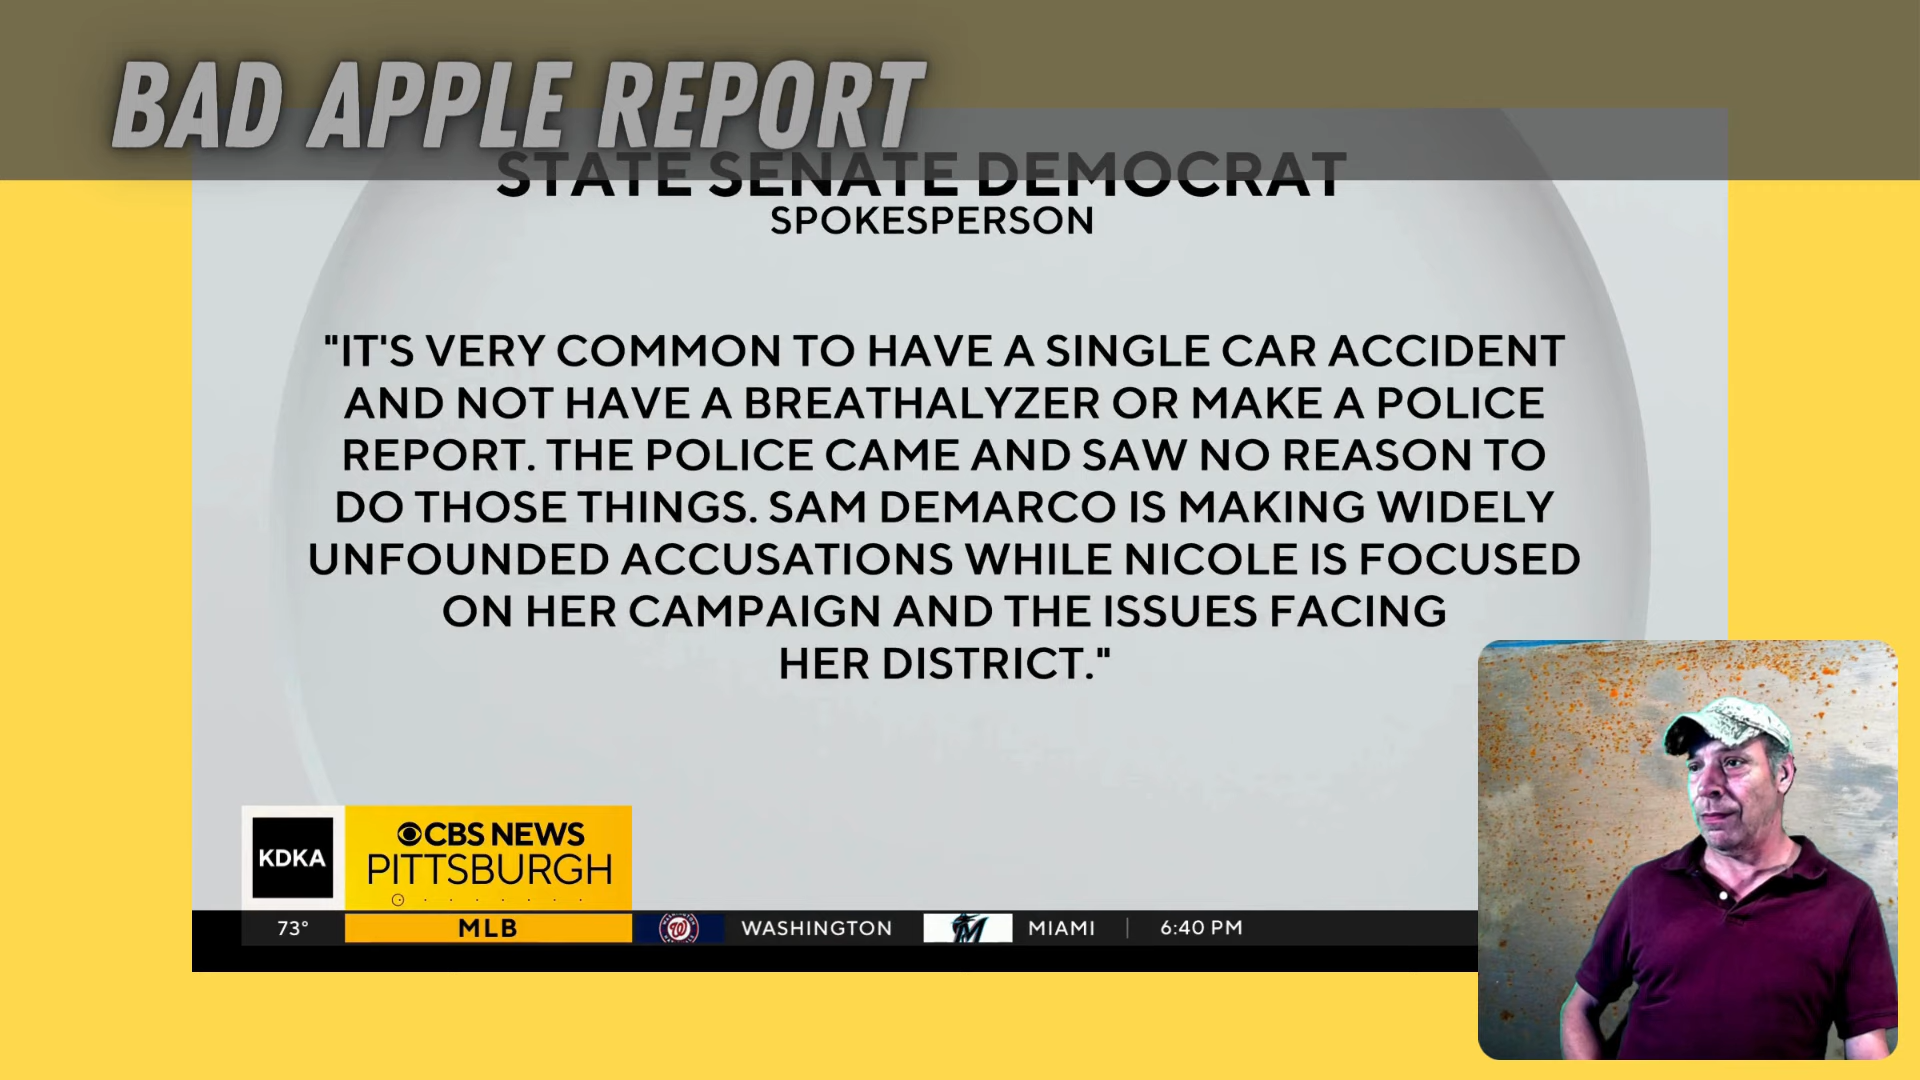 BAD APPLE REPORT
STATE SENATE DEMOCRAT
SPOKESPERSON
"IT'S VERY COMMON TO HAVE A SINGLE CAR ACCIDENT
AND NOT HAVE A BREATHALYZER OR MAKE A POLICE
REPORT. THE POLICE CAME AND SAW NO REASON TO
DO THOSE THINGS. SAM DEMARCO IS MAKING WIDELY
UNFOUNDED ACCUSATIONS WHILE NICOLE IS FOCUSED
ON HER CAMPAIGN AND THE ISSUES FACING
HER DISTRICT."
KDKA
CBS NEWS
PITTSBURGH
73° MLB W WASHINGTON M MIAMI | 6:40 PM